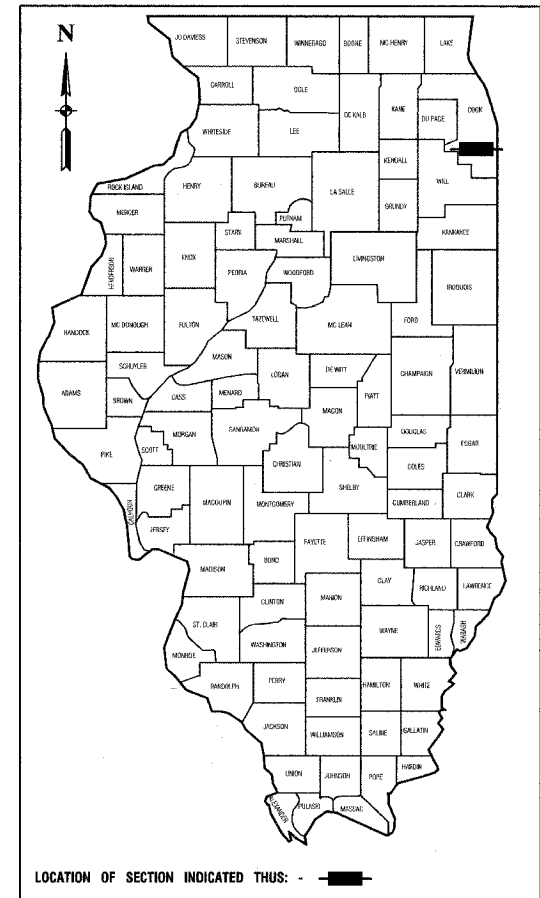 N
JO DAVIESS STEVENSON WINNEBAGO BOONE MC HENRY LAKE
CARROLL OGLE DE KALB KANE COOK
DU PAGE
WHITESIDE LEE
KENDALL WILL
ROCK ISLAND HENRY BUREAU LA SALLE
GRUNDY
MERCER PUTNAM
STARK MARSHALL KANKAKEE
HENDERSON WARREN KNOX PEORIA WOODFORD LIVINGSTON IROQUOIS
HANCOCK MC DONOUGH FULTON TAZEWELL MC LEAN FORD
MASON
SCHUYLER LOGAN DE WITT CHAMPAIGN VERMILION
ADAMS BROWN CASS MENARD PIATT
MACON
MORGAN SANGAMON DOUGLAS EDGAR
PIKE SCOTT MOULTRIE
CHRISTIAN COLES
GREENE MACOUPIN SHELBY CLARK
CALHOUN JERSEY MONTGOMERY CUMBERLAND
FAYETTE EFFINGHAM JASPER CRAWFORD
MADISON BOND
CLAY RICHLAND LAWRENCE
CLINTON MARION
ST. CLAIR WAYNE EDWARDS WABASH
MONROE WASHINGTON JEFFERSON
RANDOLPH PERRY HAMILTON WHITE
FRANKLIN
JACKSON WILLIAMSON SALINE GALLATIN
UNION JOHNSON POPE HARDIN
ALEXANDER PULASKI MASSAC
LOCATION OF SECTION INDICATED THUS: -